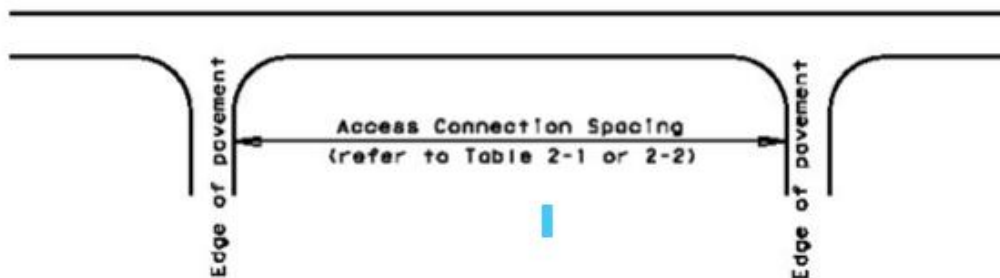 Edge of pavement
Access Connection Spacing
(refer to Table 2-1 or 2-2)
Edge of pavement